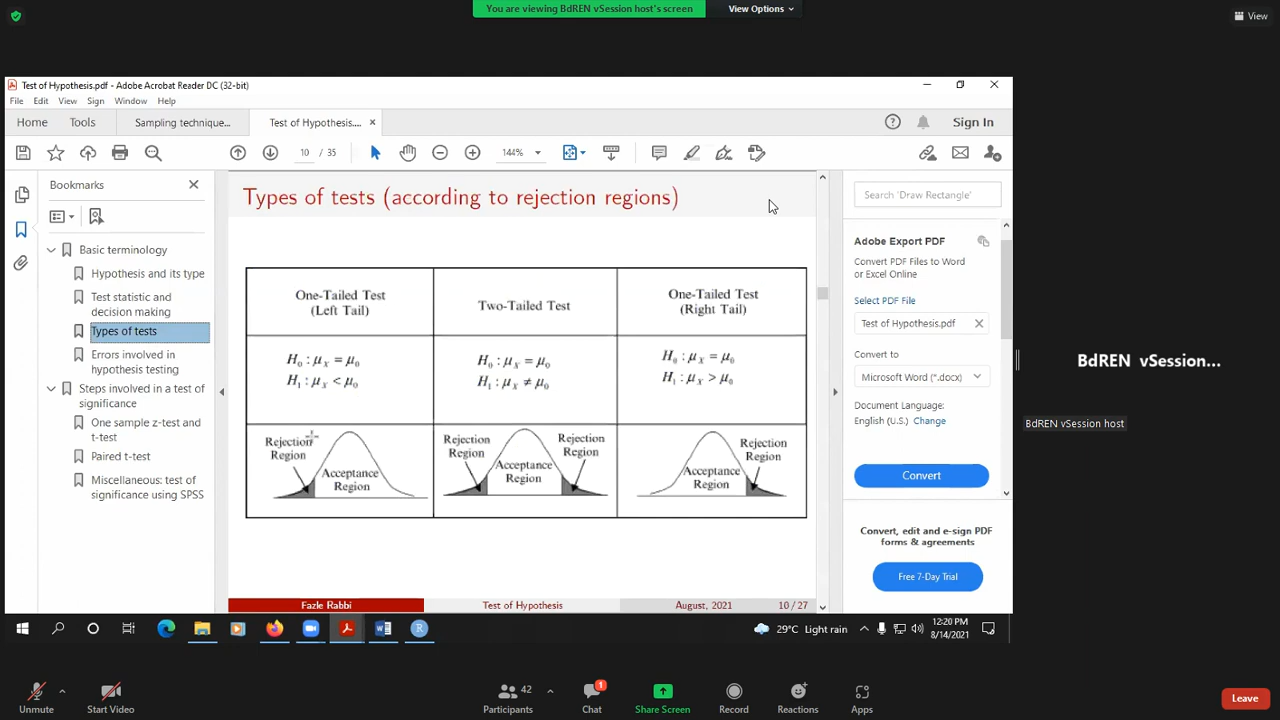 You are viewing BdREN vSession host's screen
View Options
View
Test of Hypothesis.pdf - Adobe Acrobat Reader DC (32-bit)
File Edit View Sign Window Help
Home Tools Sampling technique... Test of Hypothesis.... × Sign In
10 / 35 144%
Bookmarks
Basic terminology
Hypothesis and its type
Test statistic and
decision making
Types of tests
Errors involved in
hypothesis testing
Steps involved in a test of
significance
One sample z-test and
t-test
Paired t-test
Miscellaneous: test of
significance using SPSS
Types of tests (according to rejection regions)
One-Tailed Test
(Left Tail)
Two-Tailed Test
One-Tailed Test
(Right Tail)
H₀ : μ_X = μ₀
H₁ : μ_X < μ₀
H₀ : μ_X = μ₀
H₁ : μ_X ≠ μ₀
H₀ : μ_X = μ₀
H₁ : μ_X > μ₀
Rejection
Region
Acceptance
Region
Rejection
Region
Acceptance
Region
Rejection
Region
Acceptance
Region
Rejection
Region
Fazle Rabbi Test of Hypothesis August, 2021 10 / 27
Search 'Draw Rectangle'
Adobe Export PDF
Convert PDF Files to Word
or Excel Online
Select PDF File
Test of Hypothesis.pdf
Convert to
Microsoft Word (*.docx)
Document Language:
English (U.S.) Change
Convert
Convert, edit and e-sign PDF
forms & agreements
Free 7-Day Trial
BdREN vSession...
BdREN vSession host
29°C Light rain
12:20 PM
8/14/2021
Unmute
Start Video
42
Participants
1
Chat
Share Screen
Record
Reactions
Apps
Leave